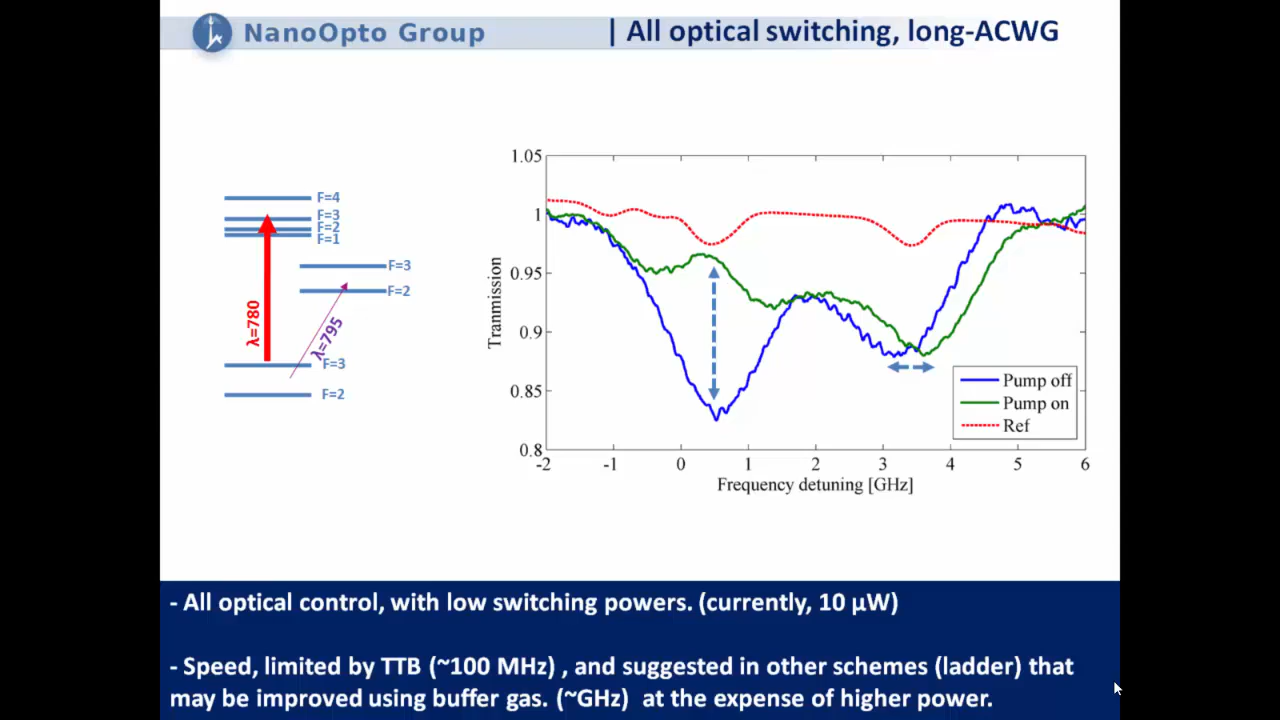 NanoOpto Group
| All optical switching, long-ACWG
F=4
F=3
F=2
F=1
F=3
F=2
λ=780
λ=795
F=3
F=2
1.05
1
0.95
0.9
0.85
0.8
Tranmission
-2 -1 0 1 2 3 4 5 6
Frequency detuning [GHz]
Pump off
Pump on
Ref
- All optical control, with low switching powers. (currently, 10 µW)
- Speed, limited by TTB (~100 MHz) , and suggested in other schemes (ladder) that
may be improved using buffer gas. (~GHz) at the expense of higher power.